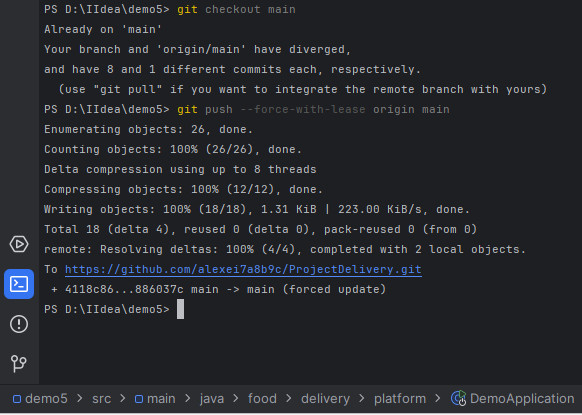 PS D:\IIdea\demo5> git checkout main
Already on 'main'
Your branch and 'origin/main' have diverged,
and have 8 and 1 different commits each, respectively.
  (use "git pull" if you want to integrate the remote branch with yours)
PS D:\IIdea\demo5> git push --force-with-lease origin main
Enumerating objects: 26, done.
Counting objects: 100% (26/26), done.
Delta compression using up to 8 threads
Compressing objects: 100% (12/12), done.
Writing objects: 100% (18/18), 1.31 KiB | 223.00 KiB/s, done.
Total 18 (delta 4), reused 0 (delta 0), pack-reused 0 (from 0)
remote: Resolving deltas: 100% (4/4), completed with 2 local objects.
To https://github.com/alexei7a8b9c/ProjectDelivery.git
 + 4118c86...886037c main -> main (forced update)
PS D:\IIdea\demo5>
demo5 > src > main > java > food > delivery > platform > DemoApplication